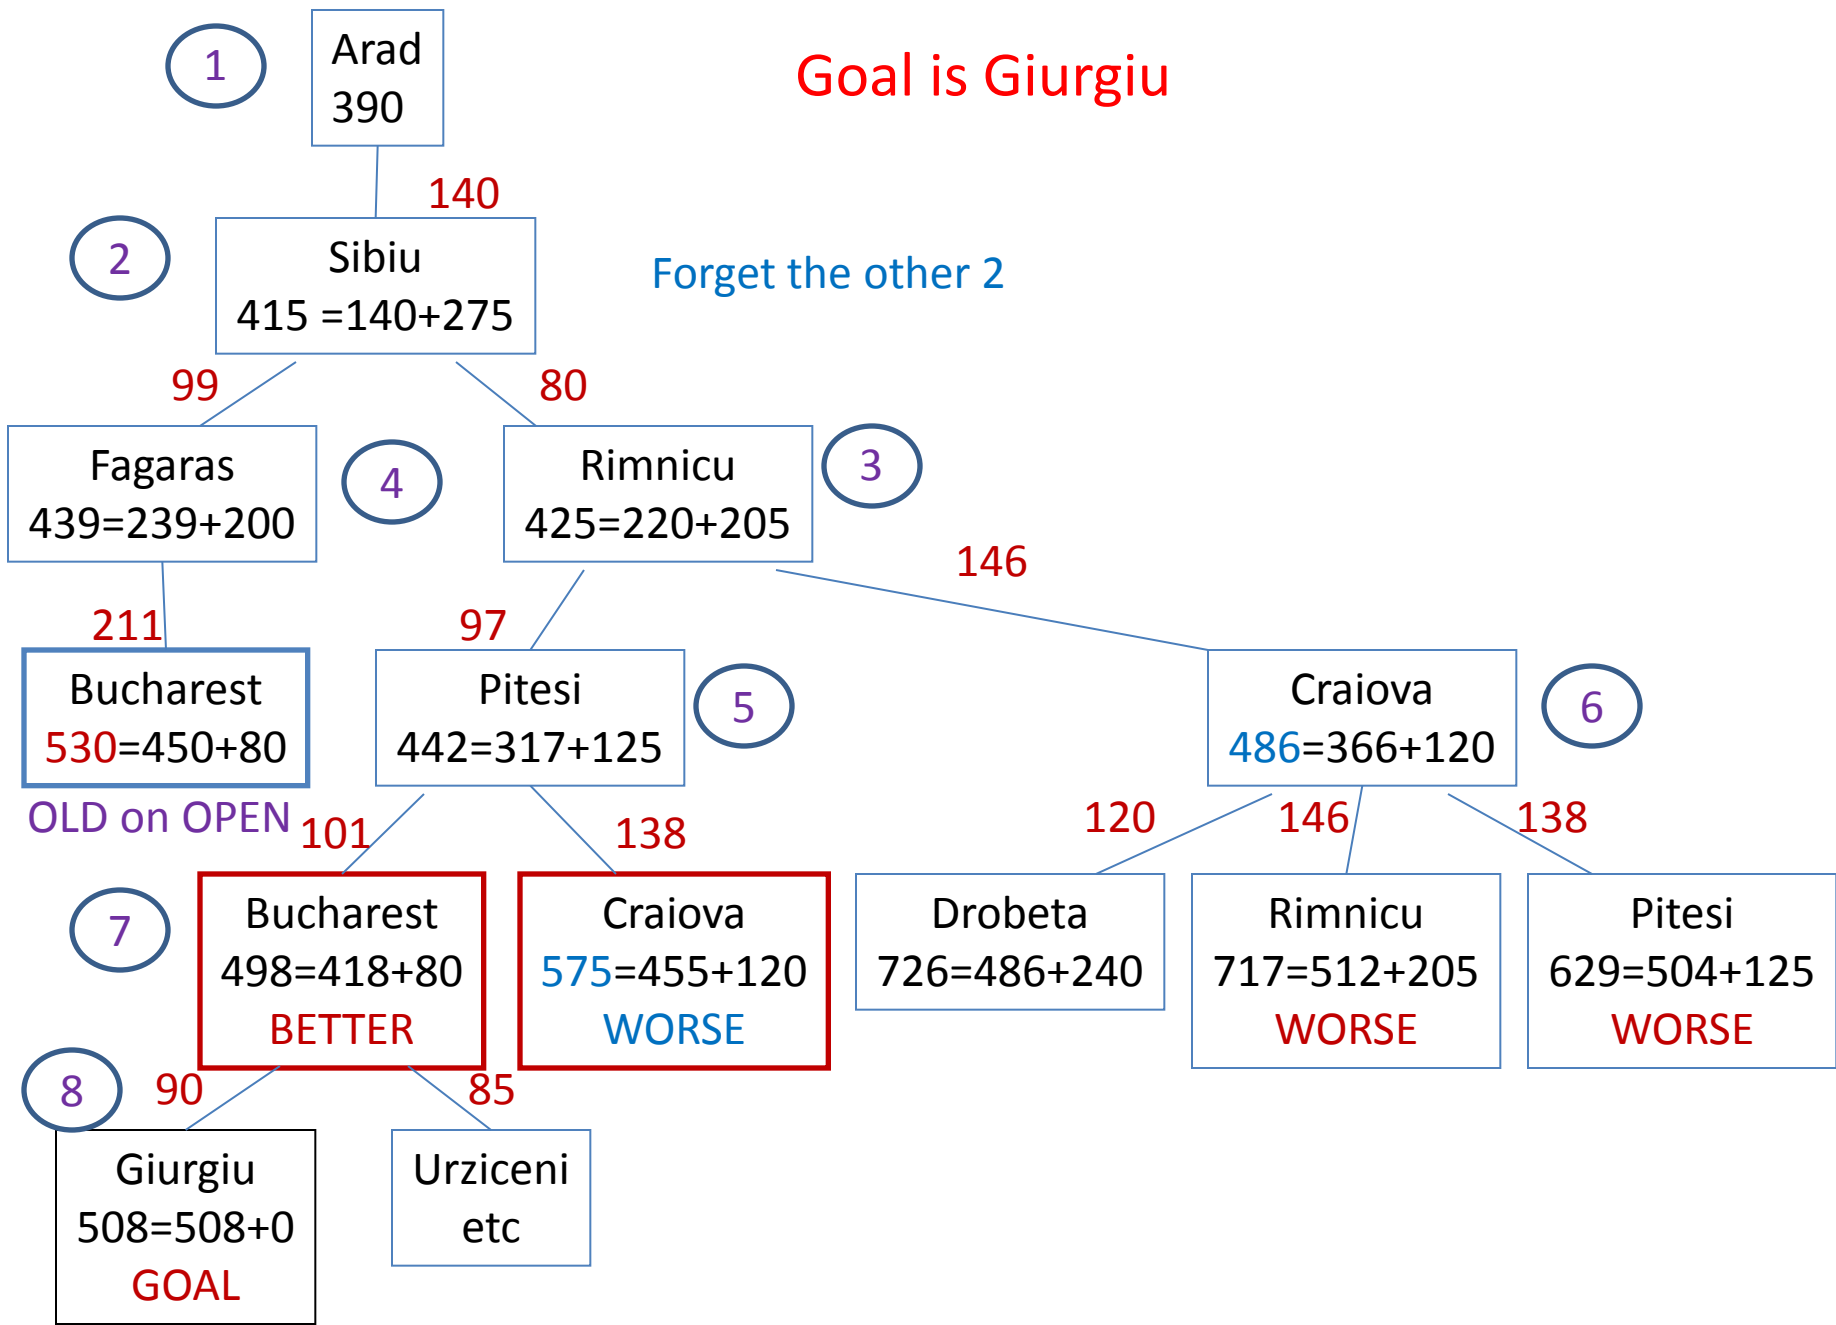 1
Arad
390
Goal is Giurgiu
140
2
Sibiu
415 =140+275
Forget the other 2
99
80
Fagaras
439=239+200
4
Rimnicu
425=220+205
3
146
211
97
Bucharest
530=450+80
OLD on OPEN
Pitesi
442=317+125
5
Craiova
486=366+120
6
101
138
120
146
138
7
Bucharest
498=418+80
BETTER
Craiova
575=455+120
WORSE
Drobeta
726=486+240
Rimnicu
717=512+205
WORSE
Pitesi
629=504+125
WORSE
8
90
85
Giurgiu
508=508+0
GOAL
Urziceni
etc